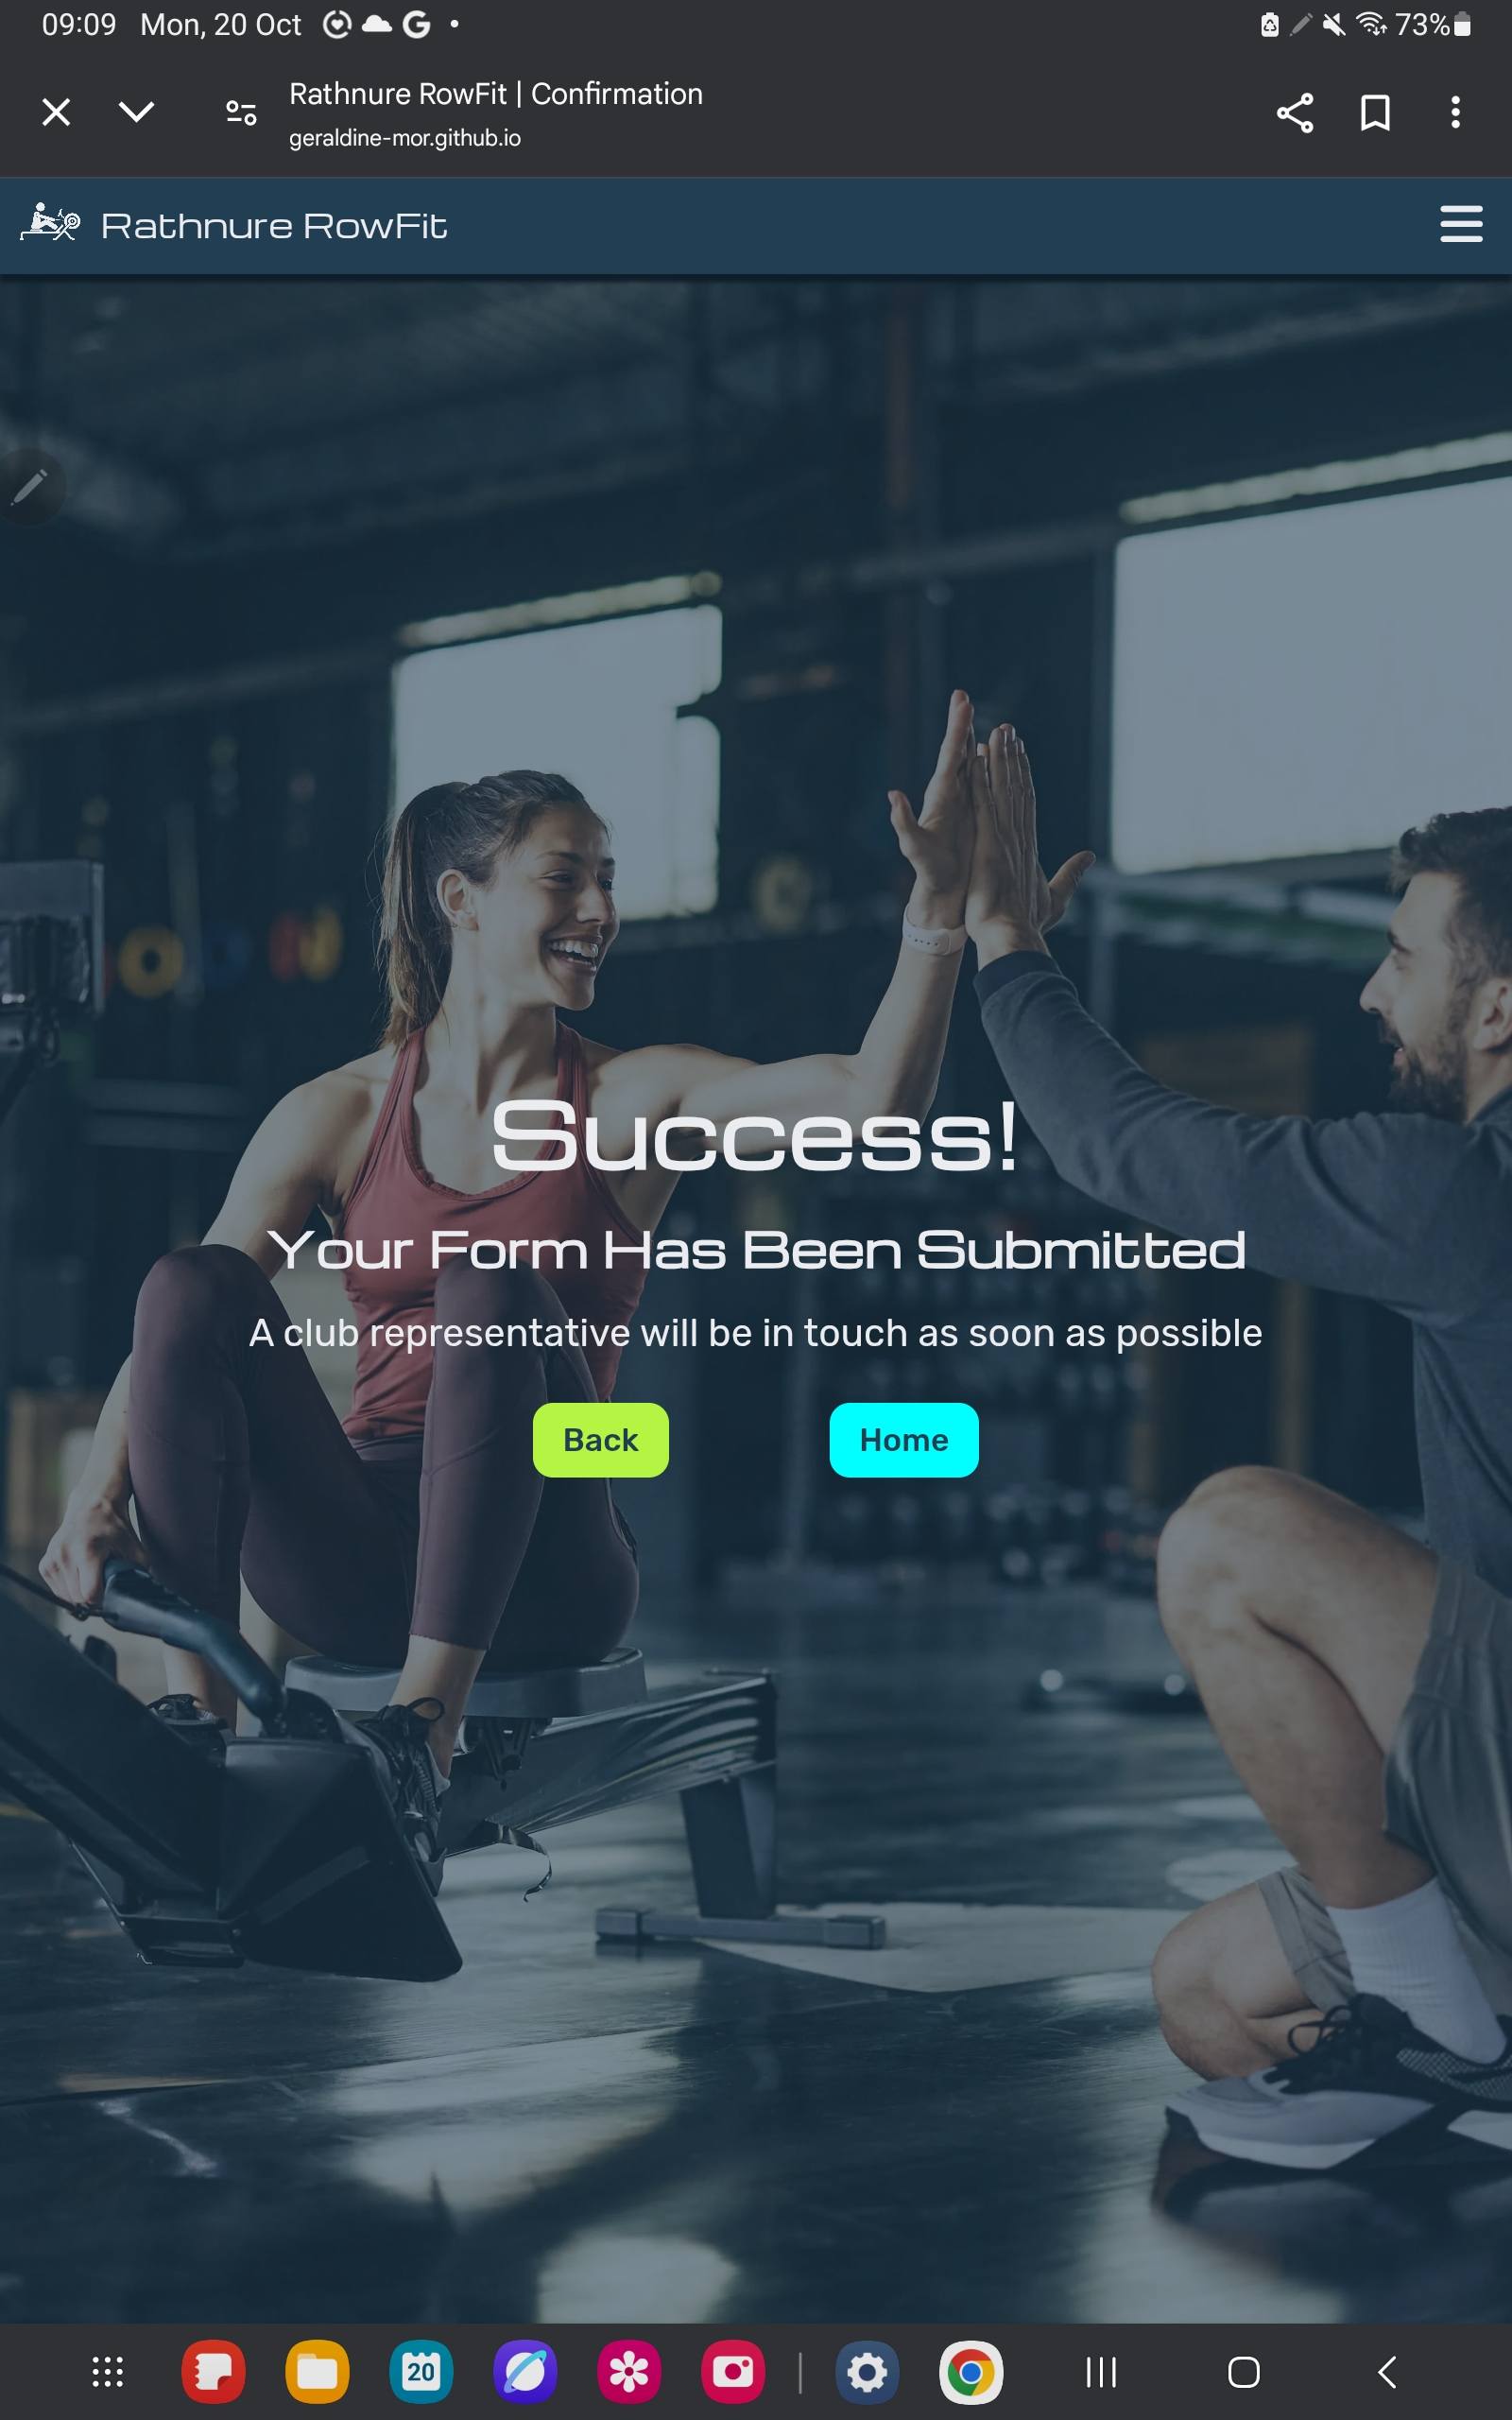 09:09 Mon, 20 Oct
73%
Rathnure RowFit | Confirmation
geraldine-mor.github.io
Rathnure RowFit
Success!
Your Form Has Been Submitted
A club representative will be in touch as soon as possible
Back
Home
20